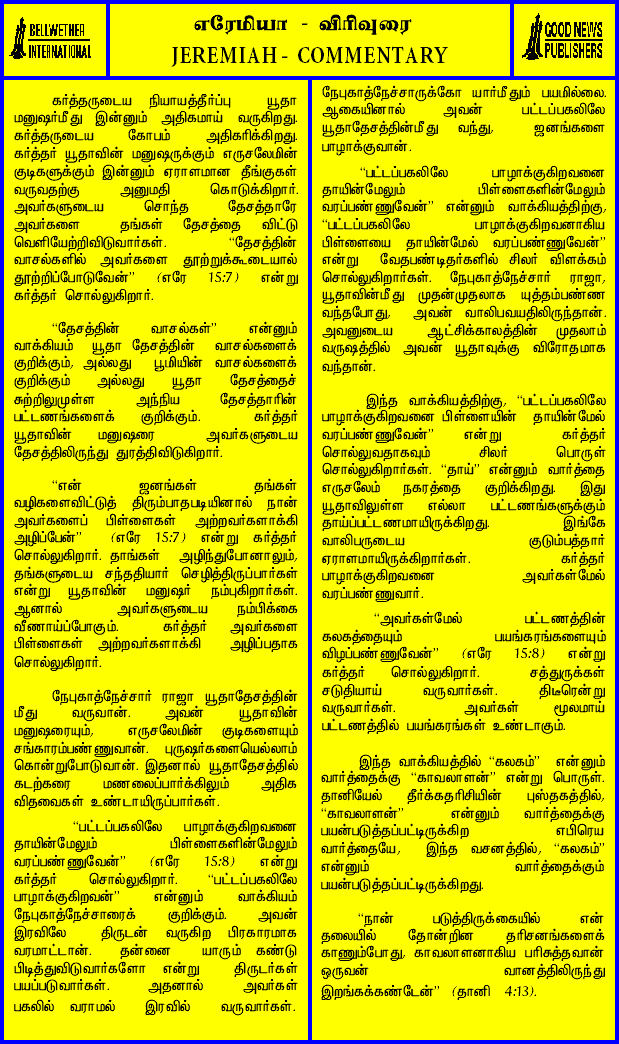 BELLWETHER
INTERNATIONAL
எரேமியா - விரிவுரை
JEREMIAH - COMMENTARY
GOOD NEWS
PUBLISHERS
கர்த்தருடைய நியாயத்தீர்ப்பு யூதா
மனுஷர்மீது இன்னும் அதிகமாய் வருகிறது.
கர்த்தருடைய கோபம் அதிகரிக்கிறது.
கர்த்தர் யூதாவின் மனுஷருக்கும் எருசலேமின்
குடிகளுக்கும் இன்னும் ஏராளமான தீங்குகள்
வருவதற்கு அனுமதி கொடுக்கிறார்.
அவர்களுடைய சொந்த தேசத்தாரே
அவர்களை தங்கள் தேசத்தை விட்டு
வெளியேற்றிவிடுவார்கள். “தேசத்தின்
வாசல்களில் அவர்களை தூற்றுக்கூடையால்
தூற்றிப்போடுவேன்” (எரே 15:7) என்று
கர்த்தர் சொல்லுகிறார்.
“தேசத்தின் வாசல்கள்” என்னும்
வாக்கியம் யூதா தேசத்தின் வாசல்களைக்
குறிக்கும், அல்லது பூமியின் வாசல்களைக்
குறிக்கும் அல்லது யூதா தேசத்தைச்
சுற்றிலுமுள்ள அந்நிய தேசத்தாரின்
பட்டணங்களைக் குறிக்கும். கர்த்தர்
யூதாவின் மனுஷரை அவர்களுடைய
தேசத்திலிருந்து துரத்திவிடுகிறார்.
“என் ஜனங்கள் தங்கள்
வழிகளைவிட்டுத் திரும்பாதபடியினால் நான்
அவர்களைப் பிள்ளைகள் அற்றவர்களாக்கி
அழிப்பேன்” (எரே 15:7) என்று கர்த்தர்
சொல்லுகிறார். தாங்கள் அழிந்துபோனாலும்,
தங்களுடைய சந்ததியார் செழித்திருப்பார்கள்
என்று யூதாவின் மனுஷர் நம்புகிறார்கள்.
ஆனால் அவர்களுடைய நம்பிக்கை
வீணாய்ப்போகும். கர்த்தர் அவர்களை
பிள்ளைகள் அற்றவர்களாக்கி அழிப்பதாக
சொல்லுகிறார்.
நேபுகாத்நேச்சார் ராஜா யூதாதேசத்தின்
மீது வருவான். அவன் யூதாவின்
மனுஷரையும், எருசலேமின் குடிகளையும்
சங்காரம்பண்ணுவான். புருஷர்களையெல்லாம்
கொன்றுபோடுவான். இதனால் யூதாதேசத்தில்
கடற்கரை மணலைப்பார்க்கிலும் அதிக
விதவைகள் உண்டாயிருப்பார்கள்.
“பட்டப்பகலிலே பாழாக்குகிறவனை
தாயின்மேலும் பிள்ளைகளின்மேலும்
வரப்பண்ணுவேன்” (எரே 15:8) என்று
கர்த்தர் சொல்லுகிறார். “பட்டப்பகலிலே
பாழாக்குகிறவன்” என்னும் வாக்கியம்
நேபுகாத்நேச்சாரைக் குறிக்கும். அவன்
இரவிலே திருடன் வருகிற பிரகாரமாக
வரமாட்டான். தன்னை யாரும் கண்டு
பிடித்துவிடுவார்களோ என்று திருடர்கள்
பயப்படுவார்கள். அதனால் அவர்கள்
பகலில் வராமல் இரவில் வருவார்கள்.
நேபுகாத்நேச்சாருக்கோ யார்மீதும் பயமில்லை.
ஆகையினால் அவன் பட்டப்பகலிலே
யூதாதேசத்தின்மீது வந்து, ஜனங்களை
பாழாக்குவான்.
“பட்டப்பகலிலே பாழாக்குகிறவனை
தாயின்மேலும் பிள்ளைகளின்மேலும்
வரப்பண்ணுவேன்” என்னும் வாக்கியத்திற்கு,
“பட்டப்பகலிலே பாழாக்குகிறவனாகிய
பிள்ளையை தாயின்மேல் வரப்பண்ணுவேன்”
என்று வேதபண்டிதர்களில் சிலர் விளக்கம்
சொல்லுகிறார்கள். நேபுகாத்நேச்சார் ராஜா,
யூதாவின்மீது முதன்முதலாக யுத்தம்பண்ண
வந்தபோது, அவன் வாலிபவயதிலிருந்தான்.
அவனுடைய ஆட்சிக்காலத்தின் முதலாம்
வருஷத்தில் அவன் யூதாவுக்கு விரோதமாக
வந்தான்.
இந்த வாக்கியத்திற்கு, “பட்டப்பகலிலே
பாழாக்குகிறவனை பிள்ளையின் தாயின்மேல்
வரப்பண்ணுவேன்” என்று கர்த்தர்
சொல்லுவதாகவும் சிலர் பொருள்
சொல்லுகிறார்கள். “தாய்” என்னும் வார்த்தை
எருசலேம் நகரத்தை குறிக்கிறது. இது
யூதாவிலுள்ள எல்லா பட்டணங்களுக்கும்
தாய்ப்பட்டணமாயிருக்கிறது. இங்கே
வாலிபருடைய குடும்பத்தார்
ஏராளமாயிருக்கிறார்கள். கர்த்தர்
பாழாக்குகிறவனை அவர்கள்மேல்
வரப்பண்ணுவார்.
“அவர்கள்மேல் பட்டணத்தின்
கலகத்தையும் பயங்கரங்களையும்
விழப்பண்ணுவேன்” (எரே 15:8) என்று
கர்த்தர் சொல்லுகிறார். சத்துருக்கள்
சடுதியாய் வருவார்கள். திடீரென்று
வருவார்கள். அவர்கள் மூலமாய்
பட்டணத்தில் பயங்கரங்கள் உண்டாகும்.
இந்த வாக்கியத்தில் “கலகம்” என்னும்
வார்த்தைக்கு “காவலாளன்” என்று பொருள்.
தானியேல் தீர்க்கதரிசியின் புஸ்தகத்தில்,
“காவலாளன்” என்னும் வார்த்தைக்கு
பயன்படுத்தப்பட்டிருக்கிற எபிரெய
வார்த்தையே, இந்த வசனத்தில், “கலகம்”
என்னும் வார்த்தைக்கும்
பயன்படுத்தப்பட்டிருக்கிறது.
“நான் படுத்திருக்கையில் என்
தலையில் தோன்றின தரிசனங்களைக்
காணும்போது, காவலாளனாகிய பரிசுத்தவான்
ஒருவன் வானத்திலிருந்து
இறங்கக்கண்டேன்” (தானி 4:13).